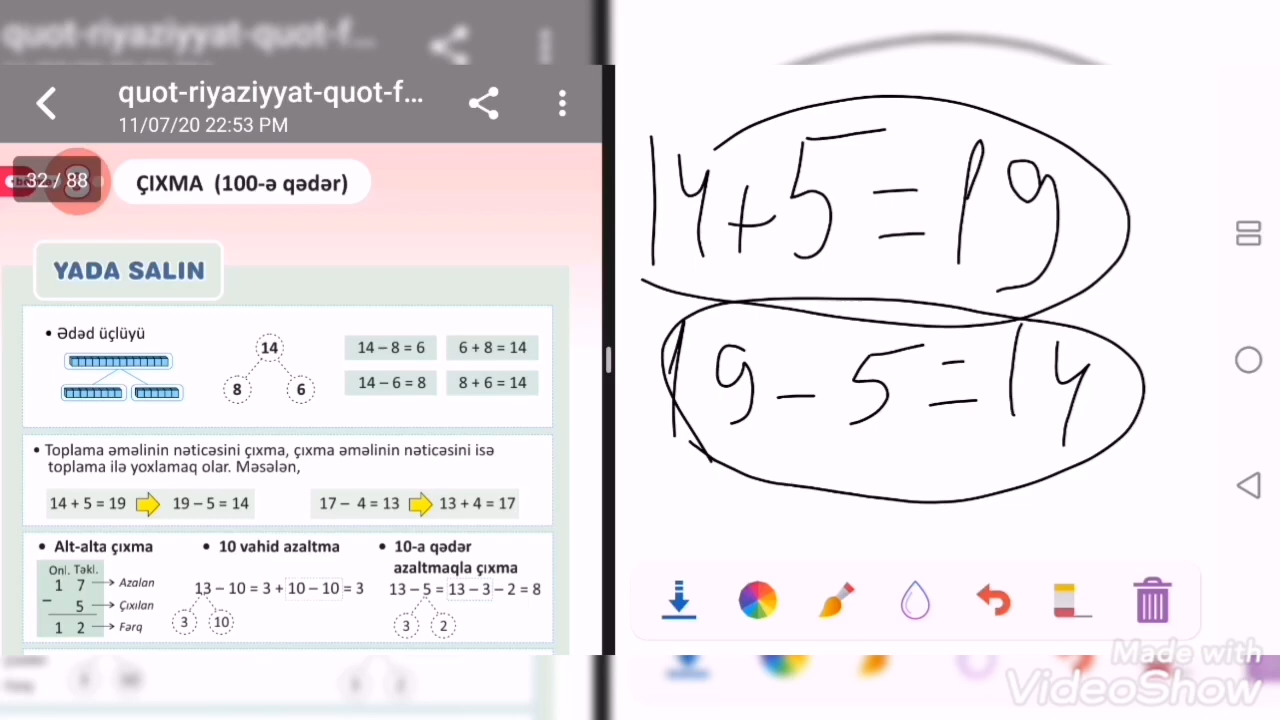 quot-riyaziyyat-quot-f...
quot-riyaziyyat-quot-f...
11/07/20 22:53 PM
32 / 88
ÇIXMA (100-ə qədər)
YADA SALIN
• Ədəd üçlüyü
14
8 6
14 – 8 = 6 6 + 8 = 14
14 – 6 = 8 8 + 6 = 14
• Toplama əməlinin nəticəsini çıxma, çıxma əməlinin nəticəsini isə
toplama ilə yoxlamaq olar. Məsələn,
14 + 5 = 19 19 – 5 = 14 17 – 4 = 13 13 + 4 = 17
• Alt-alta çıxma
Onl. Təkl.
1 7 Azalan
– 5 Çıxılan
1 2 Fərq
• 10 vahid azaltma
13 – 10 = 3 + 10 – 10 = 3
3 10
• 10-a qədər
azaltmaqla çıxma
13 – 5 = 13 – 3 – 2 = 8
3 2
14+5=19
19-5=14
Made with
VideoShow